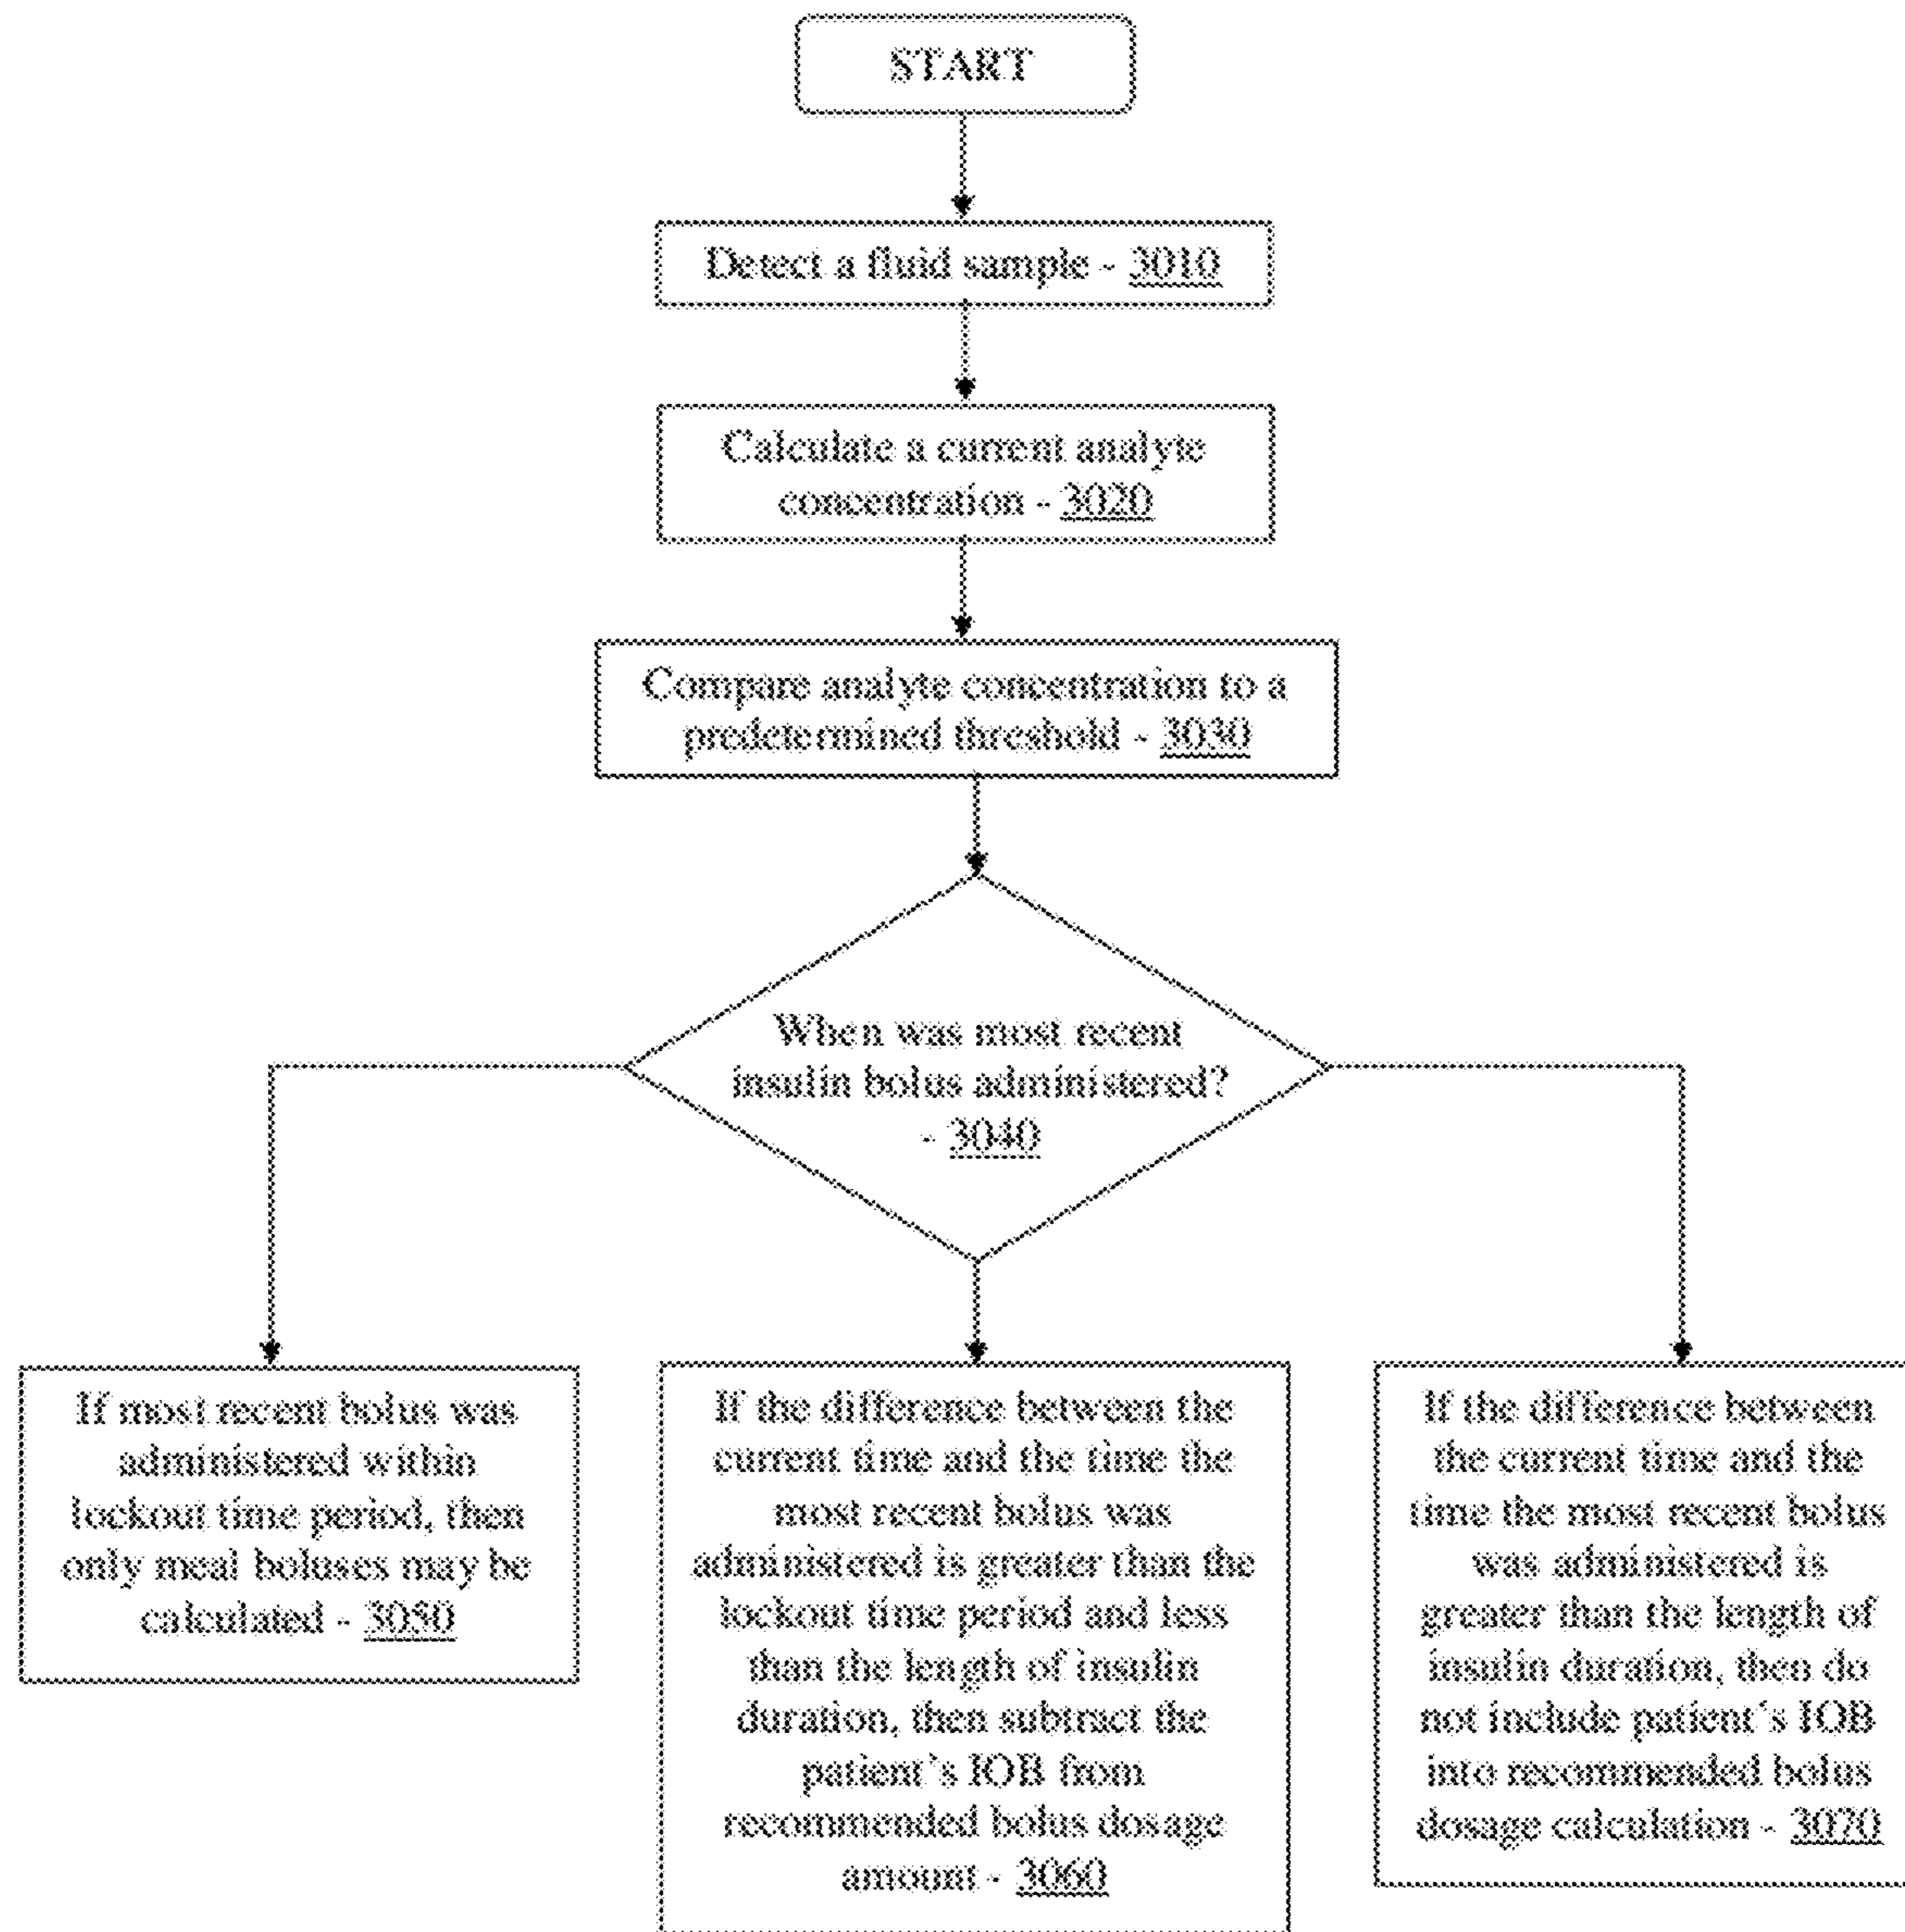 START
Detect a fluid sample - 3010
Calculate a current analyte
concentration - 3020
Compare analyte concentration to a
predetermined threshold - 3030
When was most recent
insulin bolus administered?
- 3040
If most recent bolus was
administered within
lockout time period, then
only meal boluses may be
calculated - 3050
If the difference between the
current time and the time the
most recent bolus was
administered is greater than the
lockout time period and less
than the length of insulin
duration, then subtract the
patient's IOB from
recommended bolus dosage
amount - 3060
If the difference between
the current time and the
time the most recent bolus
was administered is
greater than the length of
insulin duration, then do
not include patient's IOB
into recommended bolus
dosage calculation - 3070